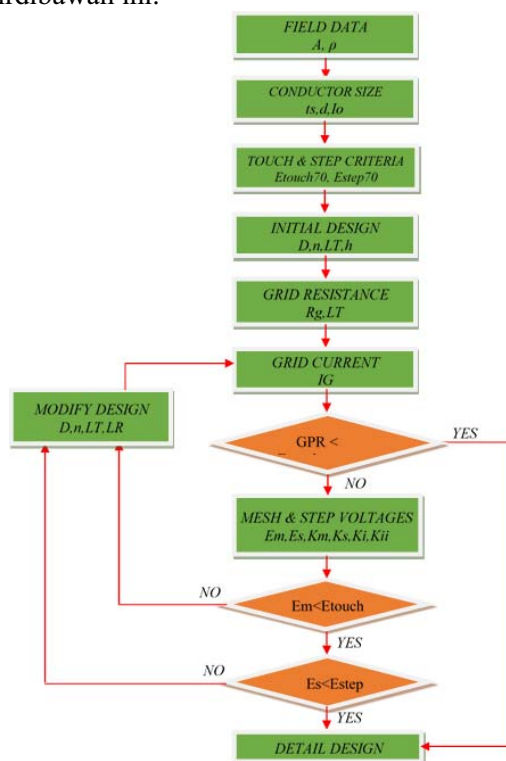 FIELD DATA
A, ρ
CONDUCTOR SIZE
ts,d,lo
TOUCH & STEP CRITERIA
Etouch70, Estep70
INITIAL DESIGN
D,n,LT,h
GRID RESISTANCE
Rg,LT
GRID CURRENT
IG
MODIFY DESIGN
D,n,LT,LR
GPR <
YES
NO
MESH & STEP VOLTAGES
Em,Es,Km,Ks,Ki,Kii
NO
Em<Etouch
YES
NO
Es<Estep
YES
DETAIL DESIGN